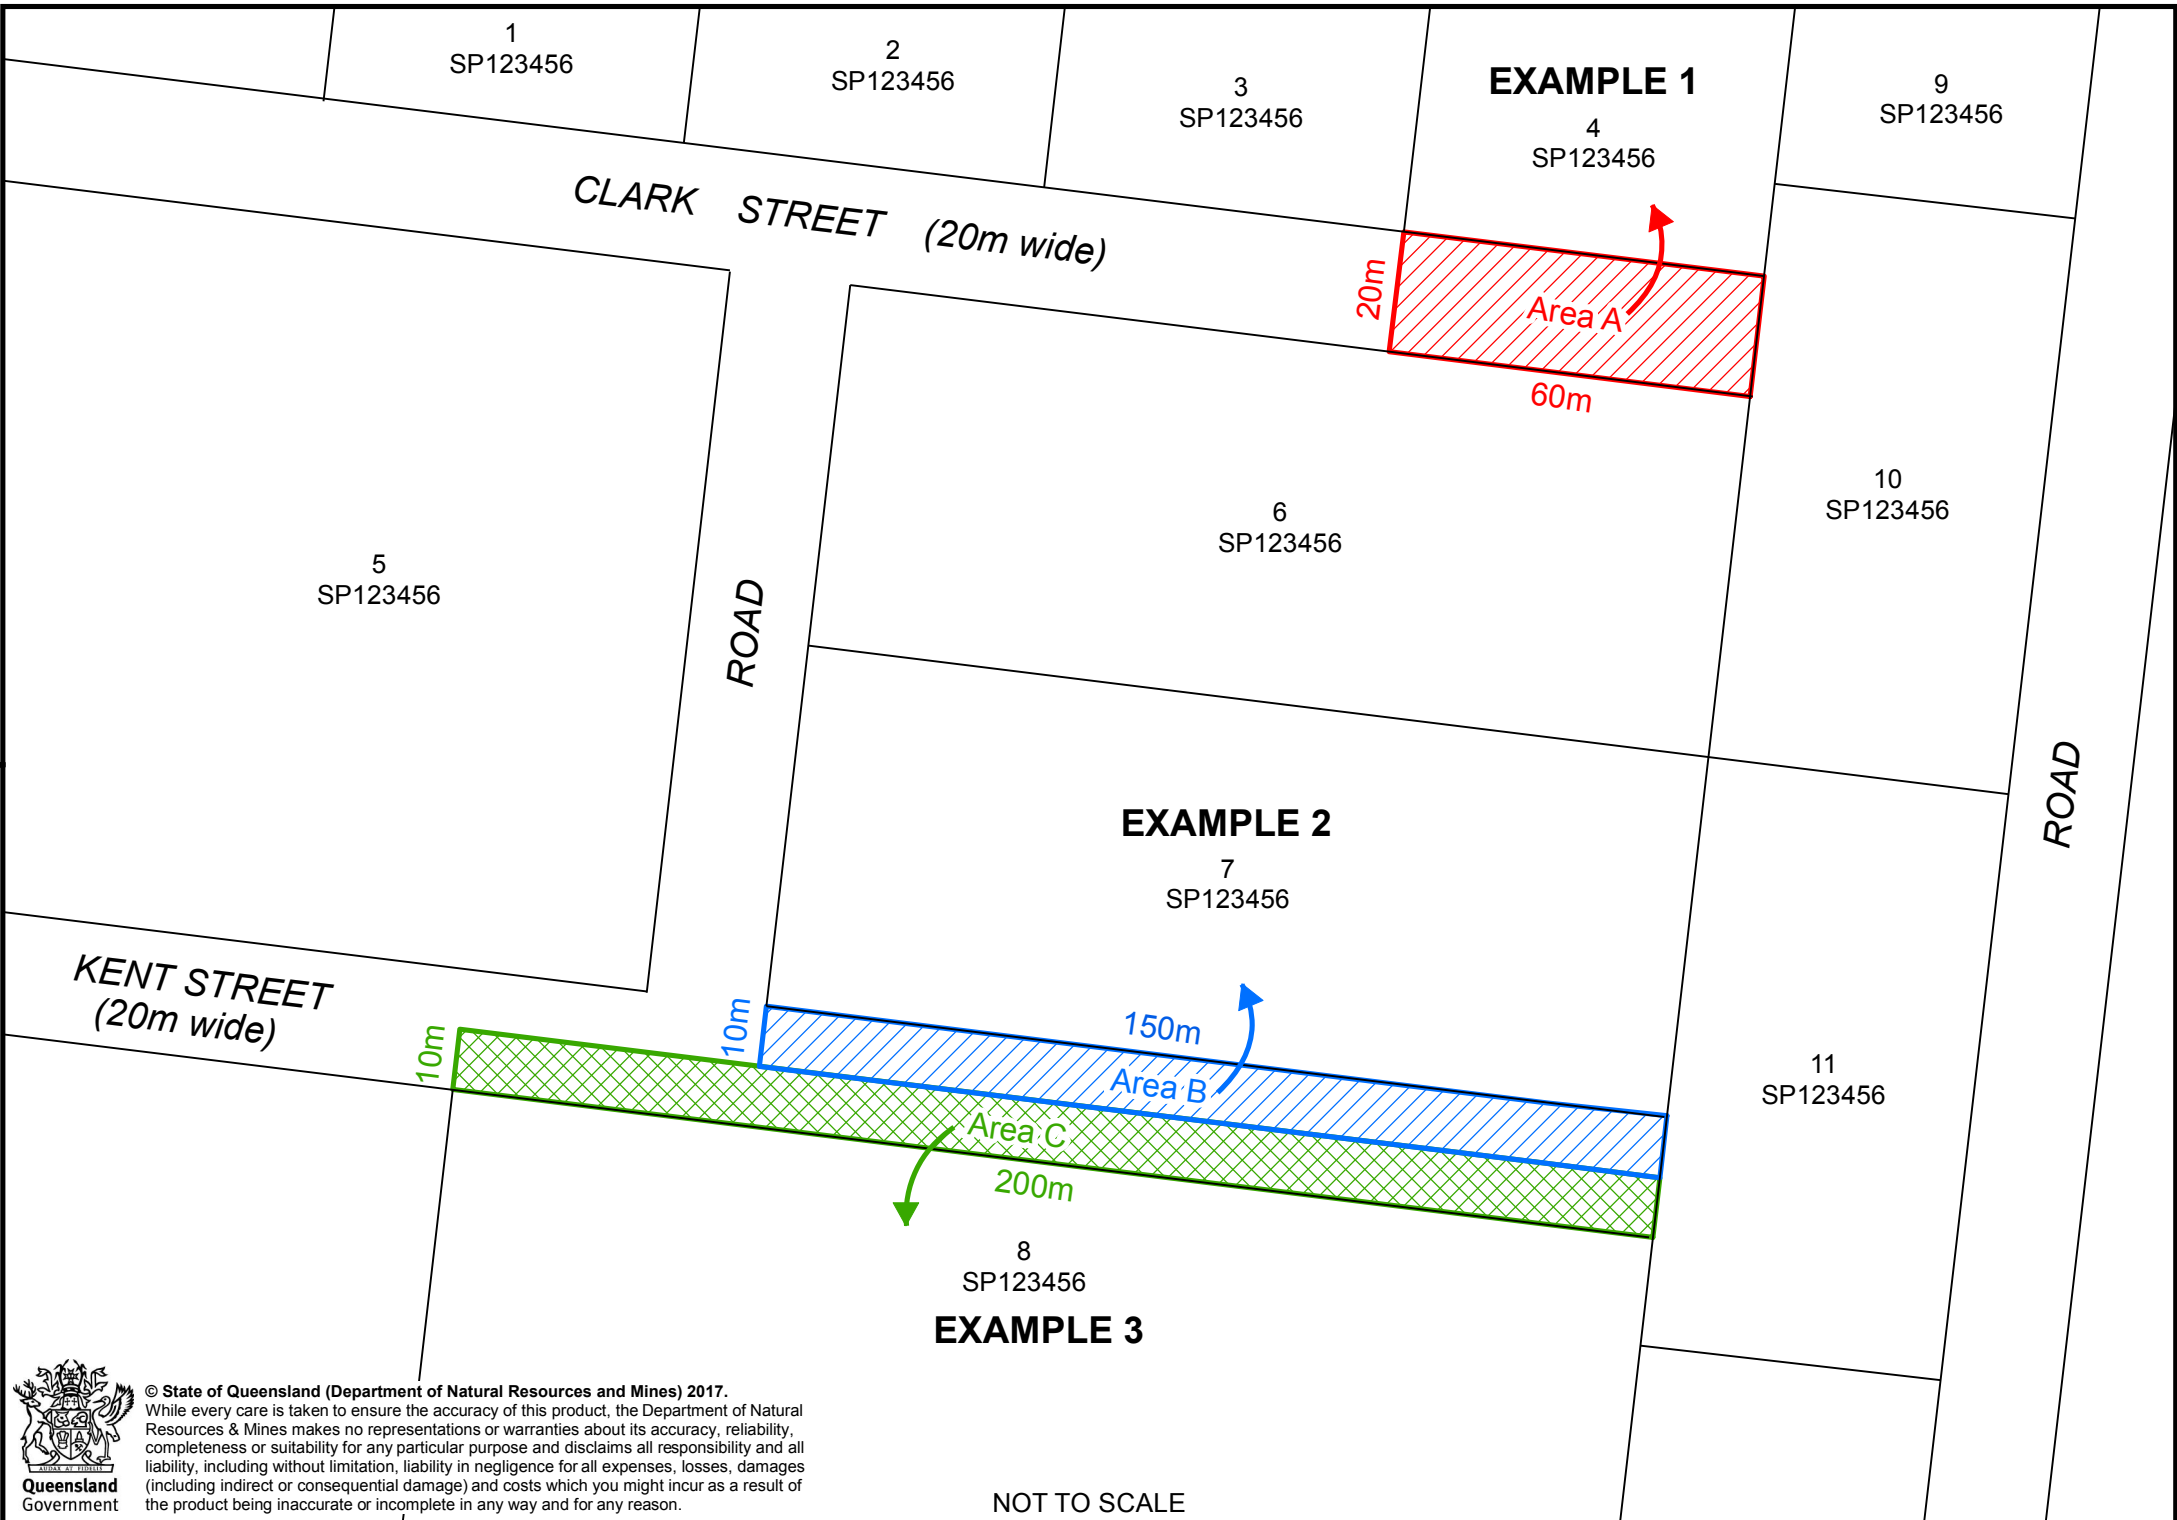 1
SP123456
2
SP123456
3
SP123456
EXAMPLE 1
4
SP123456
9
SP123456
CLARK STREET (20m wide)
20m
Area A
60m
10
SP123456
6
SP123456
5
SP123456
ROAD
ROAD
EXAMPLE 2
7
SP123456
KENT STREET
(20m wide)
10m
10m
150m
Area B
Area C
200m
11
SP123456
8
SP123456
EXAMPLE 3
AUDAX AT FIDELIS
Queensland
Government
© State of Queensland (Department of Natural Resources and Mines) 2017.
While every care is taken to ensure the accuracy of this product, the Department of Natural
Resources & Mines makes no representations or warranties about its accuracy, reliability,
completeness or suitability for any particular purpose and disclaims all responsibility and all
liability, including without limitation, liability in negligence for all expenses, losses, damages
(including indirect or consequential damage) and costs which you might incur as a result of
the product being inaccurate or incomplete in any way and for any reason.
NOT TO SCALE